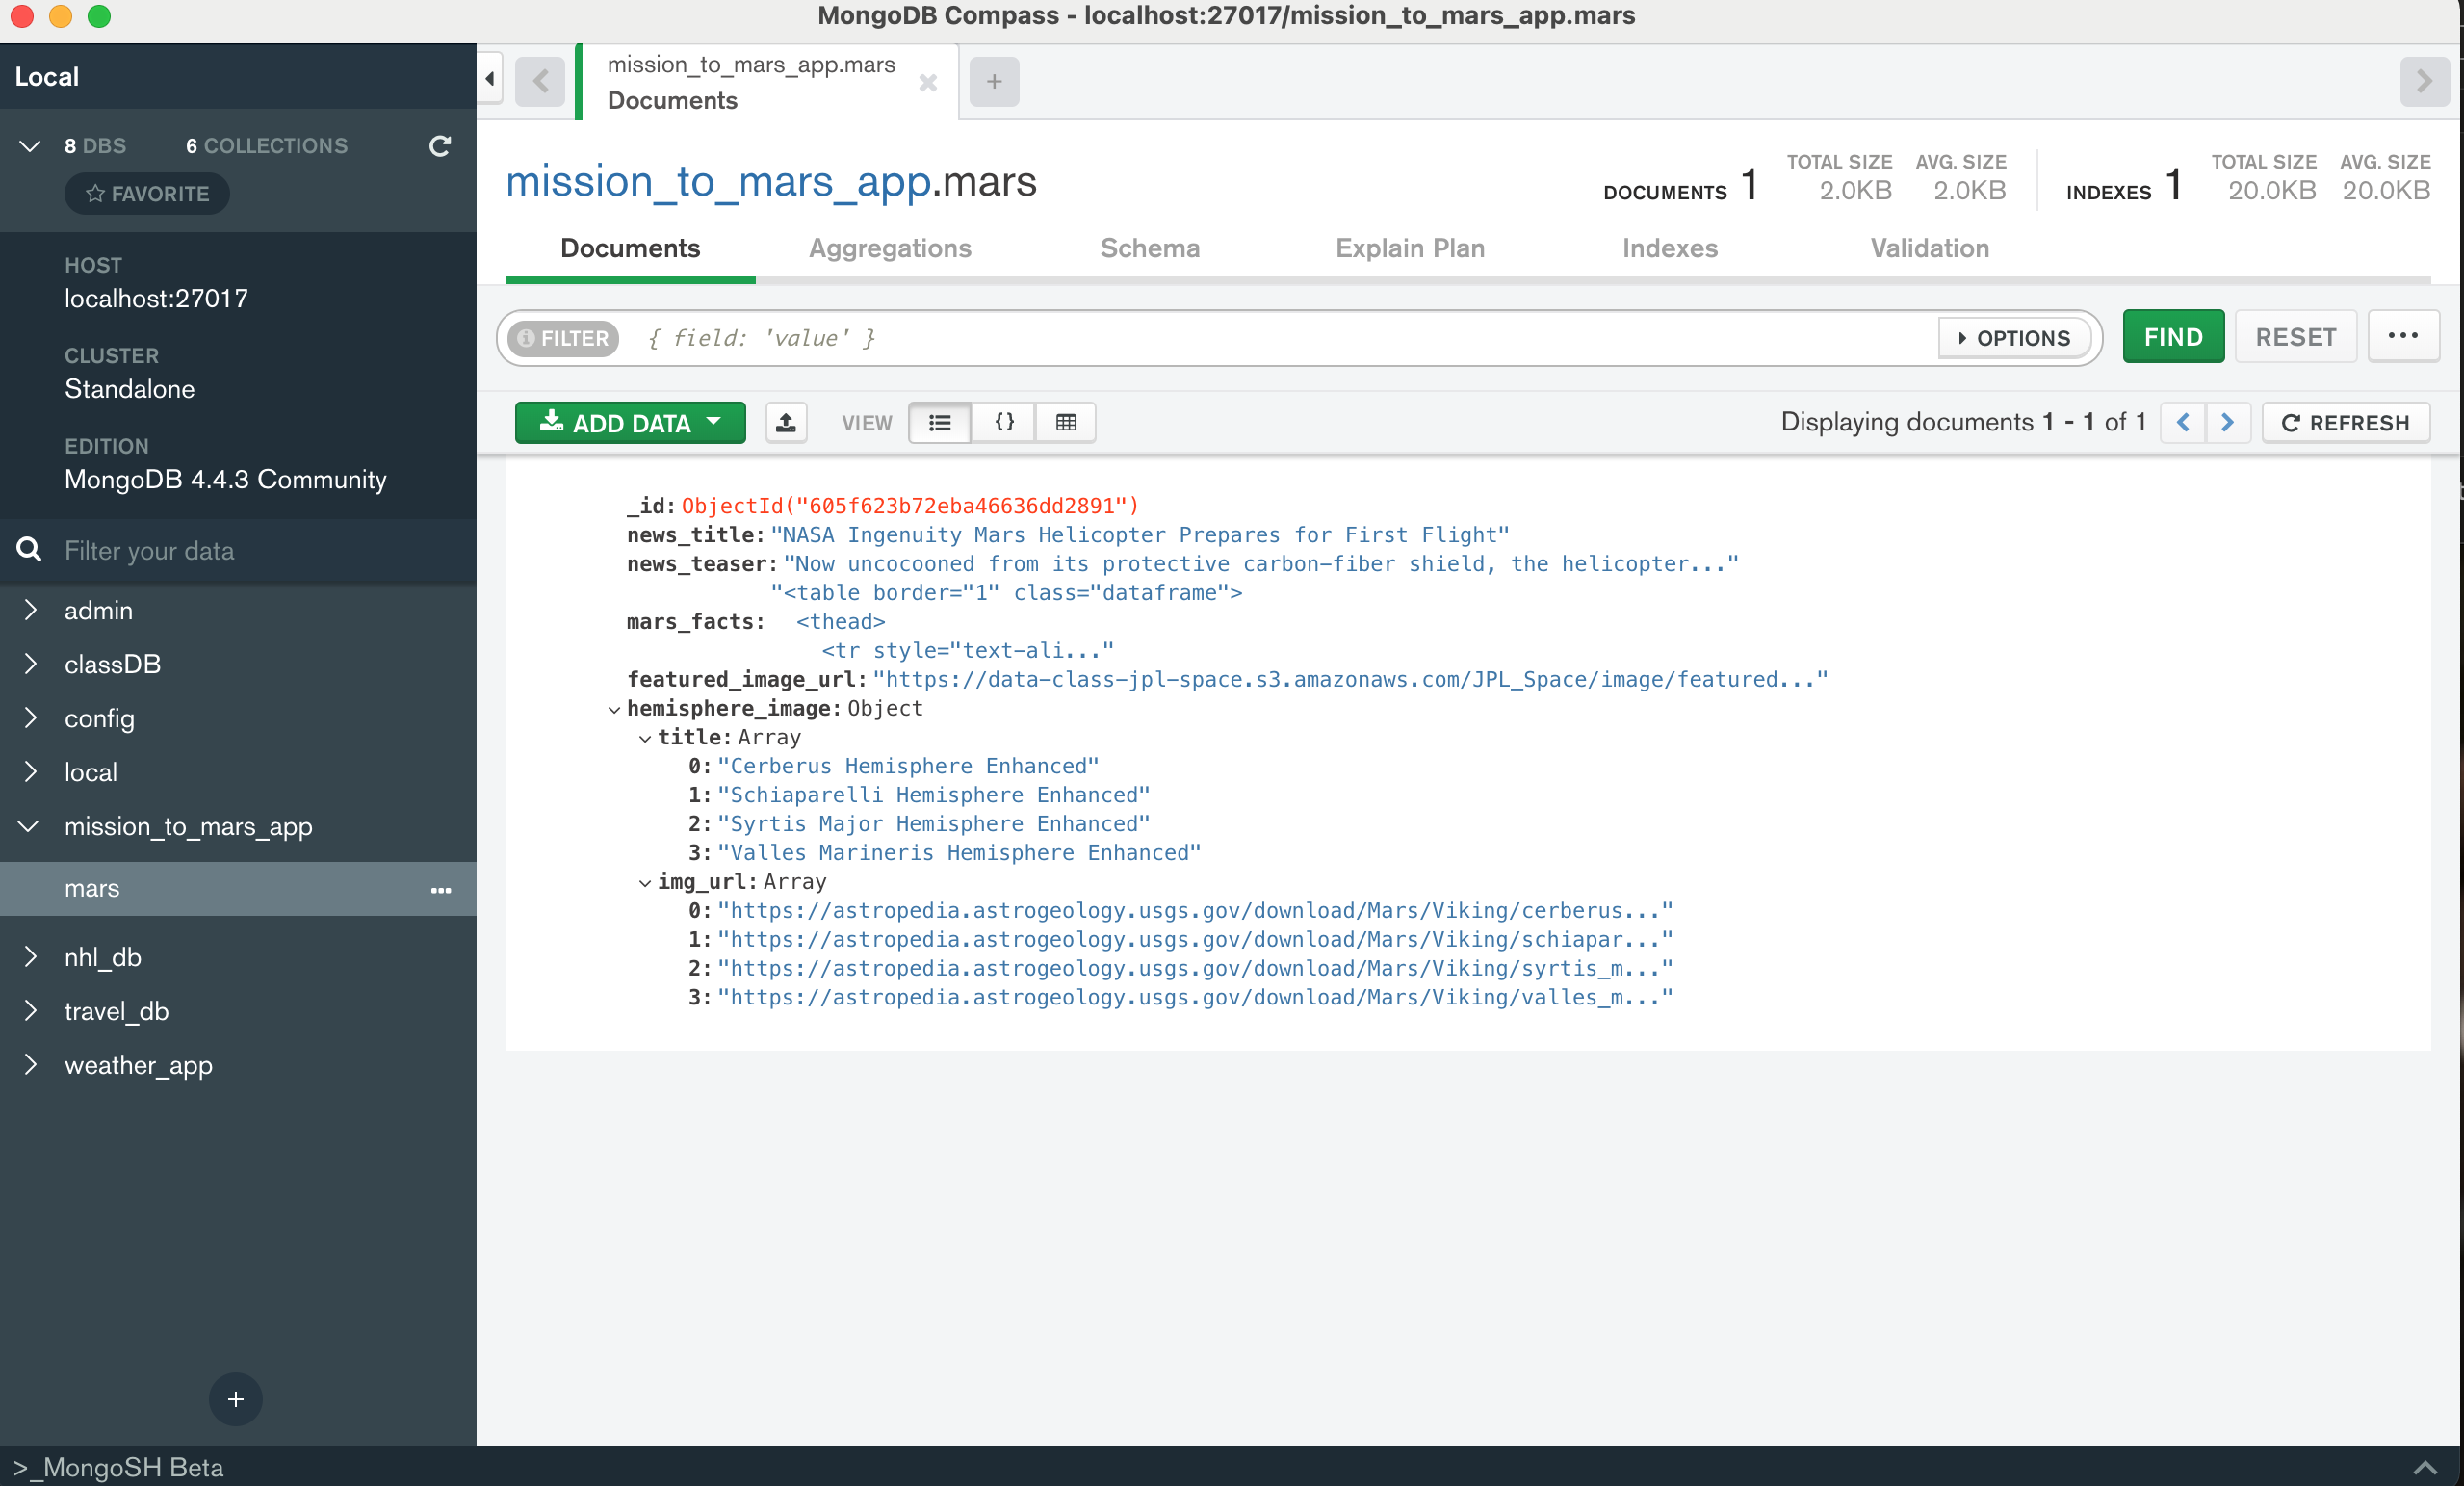 MongoDB Compass - localhost:27017/mission_to_mars_app.mars
Local
8 DBS 6 COLLECTIONS
FAVORITE
HOST
localhost:27017
CLUSTER
Standalone
EDITION
MongoDB 4.4.3 Community
Filter your data
admin
classDB
config
local
mission_to_mars_app
mars
nhl_db
travel_db
weather_app
>_MongoSH Beta
mission_to_mars_app.mars
Documents
mission_to_mars_app.mars
DOCUMENTS 1
TOTAL SIZE
2.0KB
AVG. SIZE
2.0KB
INDEXES 1
TOTAL SIZE
20.0KB
AVG. SIZE
20.0KB
Documents Aggregations Schema Explain Plan Indexes Validation
FILTER { field: 'value' } OPTIONS FIND RESET
ADD DATA VIEW {} Displaying documents 1 - 1 of 1 REFRESH
_id: ObjectId("605f623b72eba46636dd2891")
news_title: "NASA Ingenuity Mars Helicopter Prepares for First Flight"
news_teaser: "Now uncocooned from its protective carbon-fiber shield, the helicopter..."
"<table border="1" class="dataframe">
mars_facts: <thead>
<tr style="text-ali..."
featured_image_url: "https://data-class-jpl-space.s3.amazonaws.com/JPL_Space/image/featured..."
hemisphere_image: Object
title: Array
0: "Cerberus Hemisphere Enhanced"
1: "Schiaparelli Hemisphere Enhanced"
2: "Syrtis Major Hemisphere Enhanced"
3: "Valles Marineris Hemisphere Enhanced"
img_url: Array
0: "https://astropedia.astrogeology.usgs.gov/download/Mars/Viking/cerberus..."
1: "https://astropedia.astrogeology.usgs.gov/download/Mars/Viking/schiapar..."
2: "https://astropedia.astrogeology.usgs.gov/download/Mars/Viking/syrtis_m..."
3: "https://astropedia.astrogeology.usgs.gov/download/Mars/Viking/valles_m..."